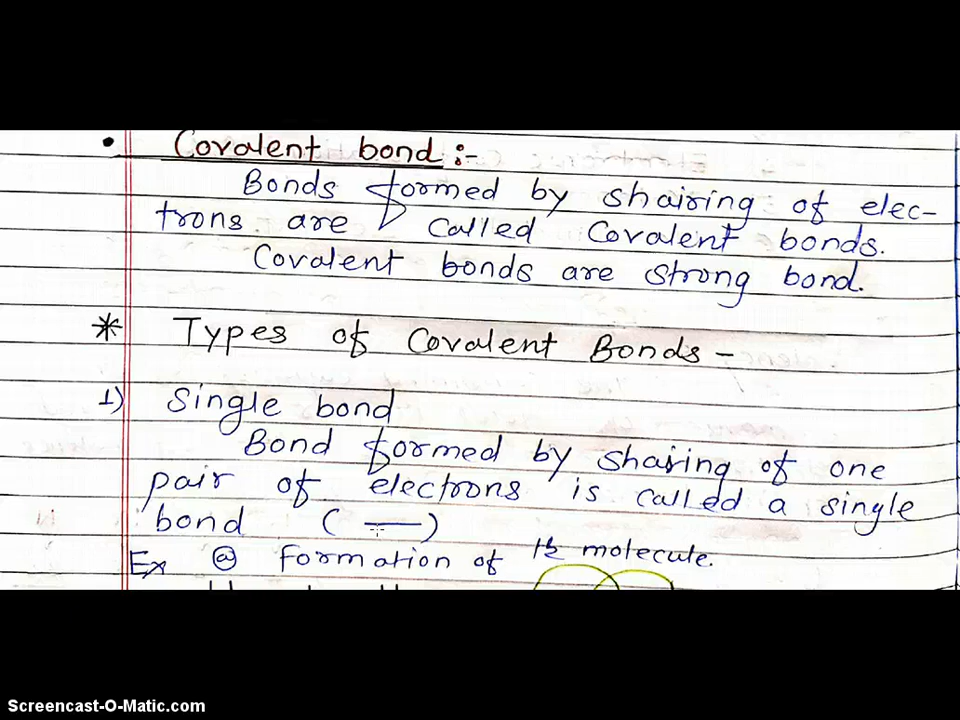 • Covalent bond :-
Bonds formed by shairing of elec-
trons are called Covalent bonds.
Covalent bonds are strong bond.
* Types of Covalent Bonds -
1) Single bond
Bond formed by sharing of one
pair of electrons is called a single
bond ( — )
Ex ⓐ formation of H2 molecule.
Screencast-O-Matic.com